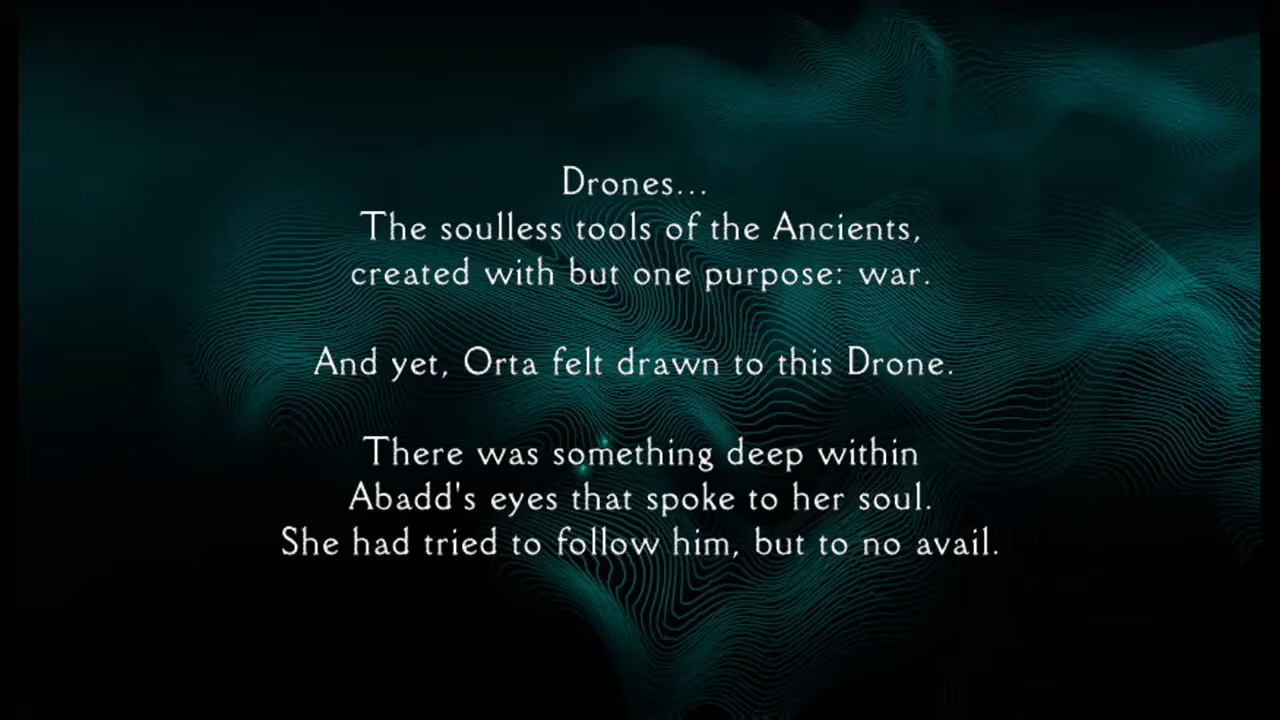 Drones...
The soulless tools of the Ancients,
created with but one purpose: war.
And yet, Orta felt drawn to this Drone.
There was something deep within
Abadd's eyes that spoke to her soul.
She had tried to follow him, but to no avail.